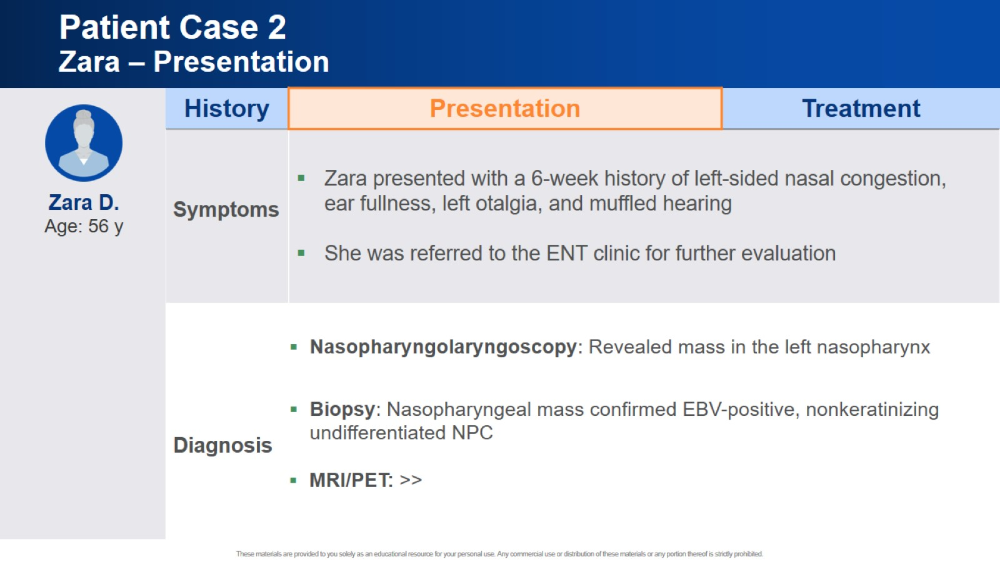 Patient Case 2
Zara – Presentation
History
Presentation
Treatment
Zara D.
Age: 56 y
Symptoms
▪ Zara presented with a 6-week history of left-sided nasal congestion,
ear fullness, left otalgia, and muffled hearing
▪ She was referred to the ENT clinic for further evaluation
Diagnosis
▪ Nasopharyngolaryngoscopy: Revealed mass in the left nasopharynx
▪ Biopsy: Nasopharyngeal mass confirmed EBV-positive, nonkeratinizing
undifferentiated NPC
▪ MRI/PET: >>
These materials are provided to you solely as an educational resource for your personal use. Any commercial use or distribution of these materials or any portion thereof is strictly prohibited.